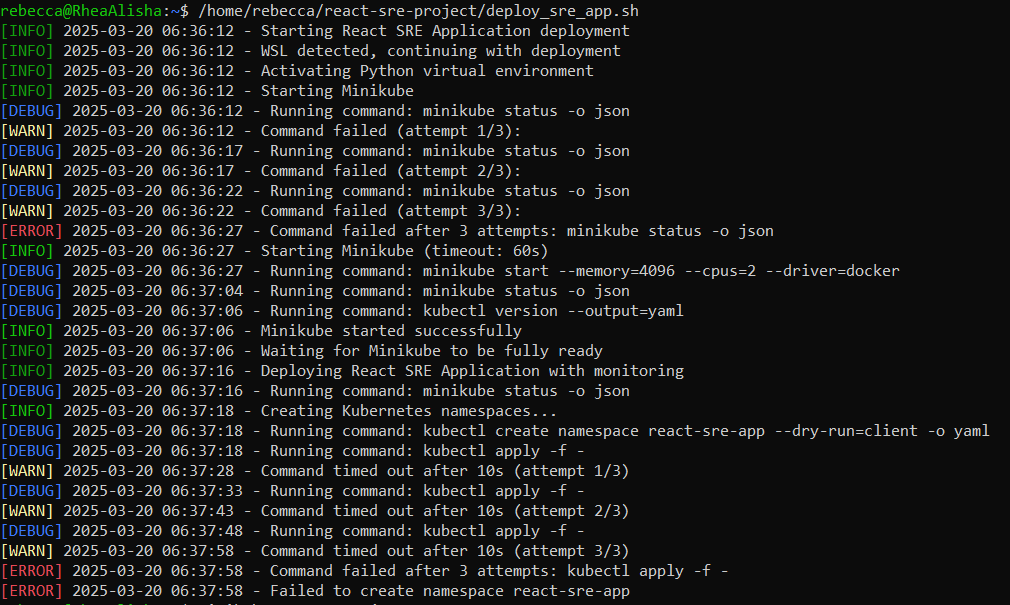 rebecca@RheaAlisha:~$ /home/rebecca/react-sre-project/deploy_sre_app.sh
[INFO] 2025-03-20 06:36:12 - Starting React SRE Application deployment
[INFO] 2025-03-20 06:36:12 - WSL detected, continuing with deployment
[INFO] 2025-03-20 06:36:12 - Activating Python virtual environment
[INFO] 2025-03-20 06:36:12 - Starting Minikube
[DEBUG] 2025-03-20 06:36:12 - Running command: minikube status -o json
[WARN] 2025-03-20 06:36:12 - Command failed (attempt 1/3):
[DEBUG] 2025-03-20 06:36:17 - Running command: minikube status -o json
[WARN] 2025-03-20 06:36:17 - Command failed (attempt 2/3):
[DEBUG] 2025-03-20 06:36:22 - Running command: minikube status -o json
[WARN] 2025-03-20 06:36:22 - Command failed (attempt 3/3):
[ERROR] 2025-03-20 06:36:27 - Command failed after 3 attempts: minikube status -o json
[INFO] 2025-03-20 06:36:27 - Starting Minikube (timeout: 60s)
[DEBUG] 2025-03-20 06:36:27 - Running command: minikube start --memory=4096 --cpus=2 --driver=docker
[DEBUG] 2025-03-20 06:37:04 - Running command: minikube status -o json
[DEBUG] 2025-03-20 06:37:06 - Running command: kubectl version --output=yaml
[INFO] 2025-03-20 06:37:06 - Minikube started successfully
[INFO] 2025-03-20 06:37:06 - Waiting for Minikube to be fully ready
[INFO] 2025-03-20 06:37:16 - Deploying React SRE Application with monitoring
[DEBUG] 2025-03-20 06:37:16 - Running command: minikube status -o json
[INFO] 2025-03-20 06:37:18 - Creating Kubernetes namespaces...
[DEBUG] 2025-03-20 06:37:18 - Running command: kubectl create namespace react-sre-app --dry-run=client -o yaml
[DEBUG] 2025-03-20 06:37:18 - Running command: kubectl apply -f -
[WARN] 2025-03-20 06:37:28 - Command timed out after 10s (attempt 1/3)
[DEBUG] 2025-03-20 06:37:33 - Running command: kubectl apply -f -
[WARN] 2025-03-20 06:37:43 - Command timed out after 10s (attempt 2/3)
[DEBUG] 2025-03-20 06:37:48 - Running command: kubectl apply -f -
[WARN] 2025-03-20 06:37:58 - Command timed out after 10s (attempt 3/3)
[ERROR] 2025-03-20 06:37:58 - Command failed after 3 attempts: kubectl apply -f -
[ERROR] 2025-03-20 06:37:58 - Failed to create namespace react-sre-app